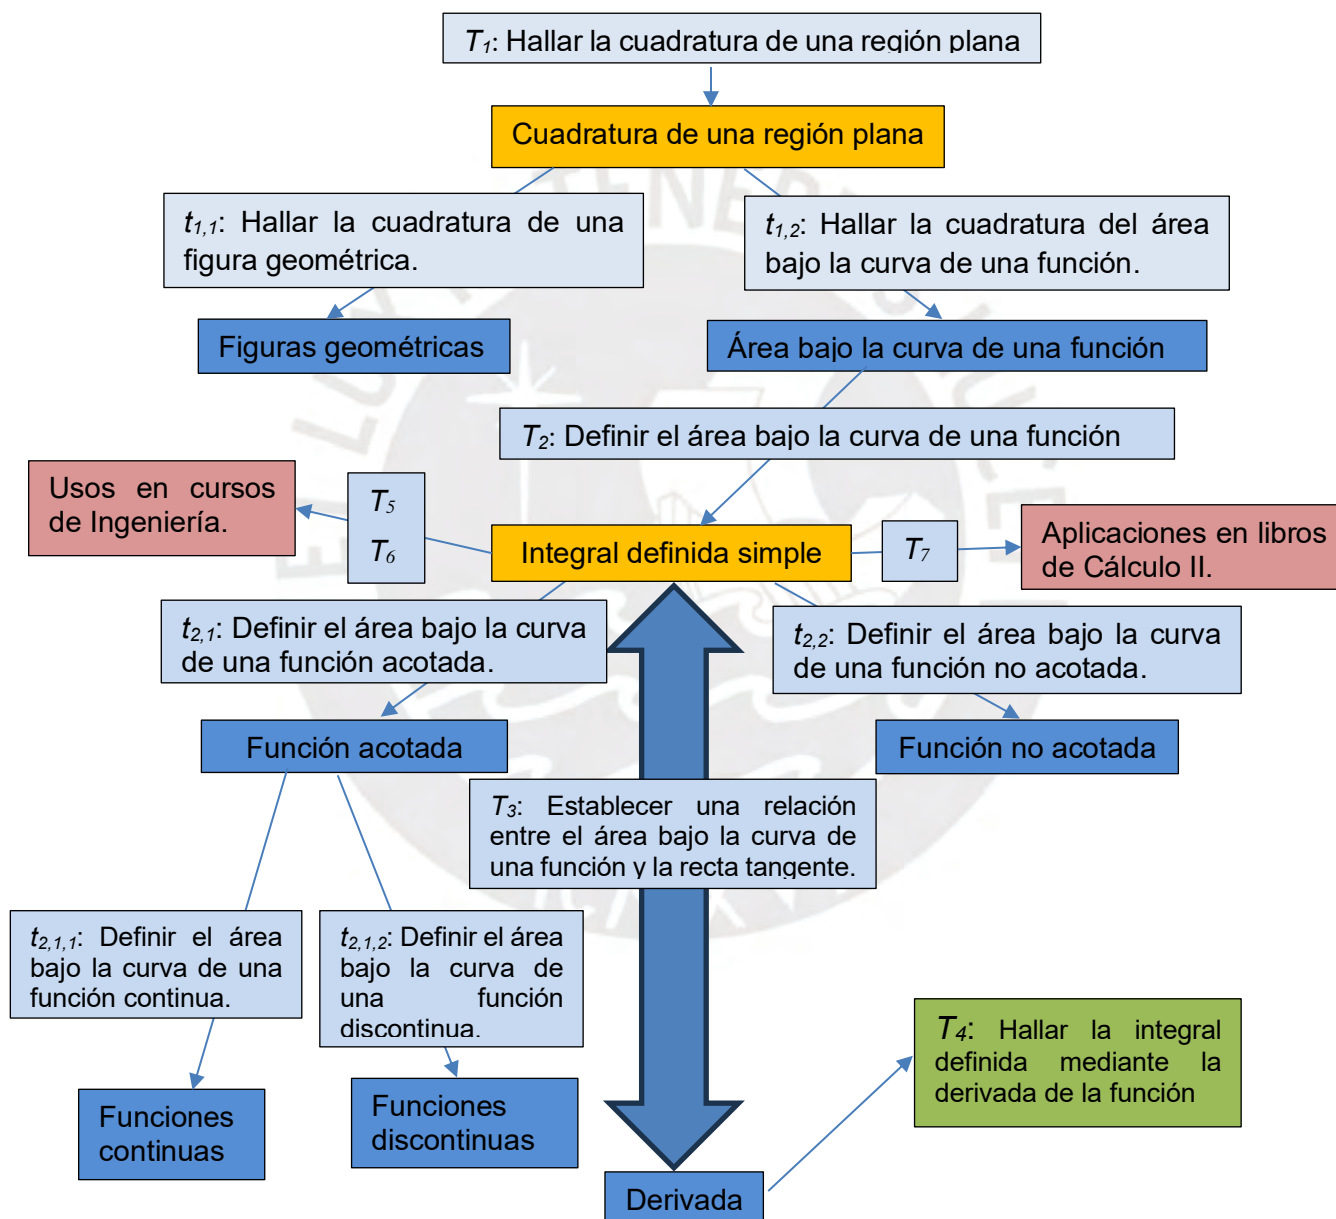 T1: Hallar la cuadratura de una región plana
Cuadratura de una región plana
t1,1: Hallar la cuadratura de una
figura geométrica.
t1,2: Hallar la cuadratura del área
bajo la curva de una función.
Figuras geométricas
Área bajo la curva de una función
T2: Definir el área bajo la curva de una función
Usos en cursos
de Ingeniería.
T5
T6
Integral definida simple
T7
Aplicaciones en libros
de Cálculo II.
t2,1: Definir el área bajo la curva
de una función acotada.
t2,2: Definir el área bajo la curva
de una función no acotada.
Función acotada
Función no acotada
T3: Establecer una relación
entre el área bajo la curva de
una función y la recta tangente.
t2,1,1: Definir el área
bajo la curva de una
función continua.
t2,1,2: Definir el área
bajo la curva de
una función
discontinua.
T4: Hallar la integral
definida mediante la
derivada de la función
Funciones
continuas
Funciones
discontinuas
Derivada